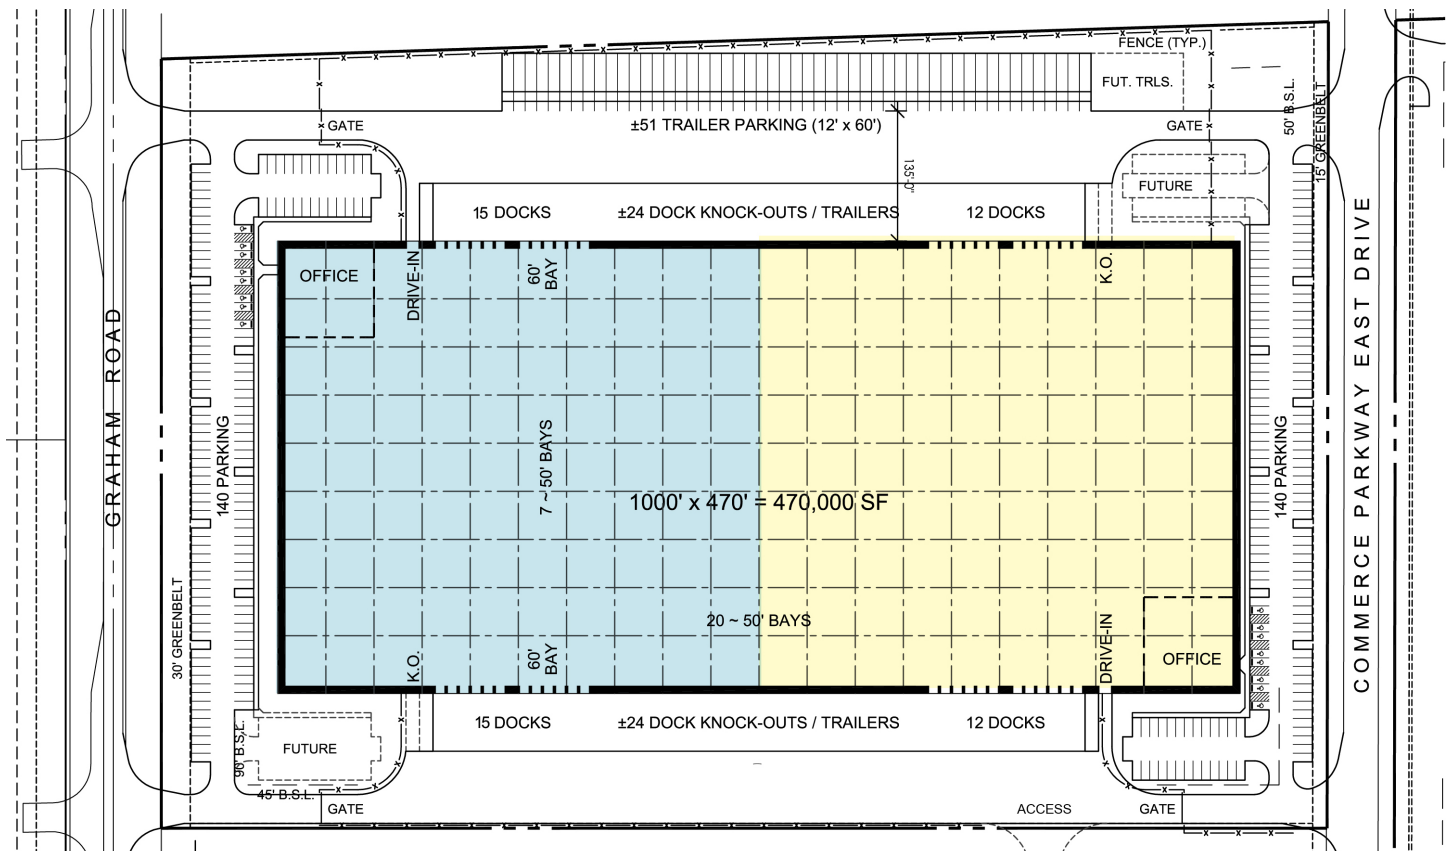 FENCE (TYP.)
FUT. TRLS.
50' B.S.L.
15' GREENBELT
GATE
±51 TRAILER PARKING (12' x 60')
GATE
135'-0"
FUTURE
15 DOCKS
±24 DOCK KNOCK-OUTS / TRAILERS
12 DOCKS
OFFICE
DRIVE-IN
60'
BAY
K.O.
GRAHAM ROAD
140 PARKING
7 ~ 50' BAYS
1000' x 470' = 470,000 SF
140 PARKING
COMMERCE PARKWAY EAST DRIVE
30' GREENBELT
20 ~ 50' BAYS
K.O.
60'
BAY
DRIVE-IN
OFFICE
15 DOCKS
±24 DOCK KNOCK-OUTS / TRAILERS
12 DOCKS
90' B.S.L.
FUTURE
45' B.S.L.
GATE
ACCESS
GATE